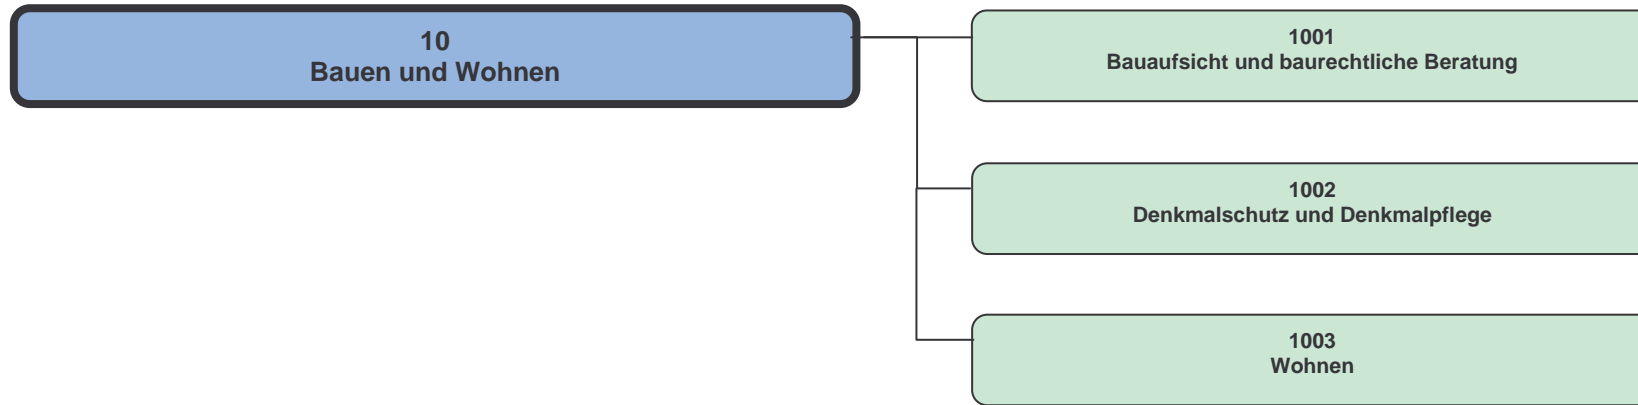 10
Bauen und Wohnen
1001
Bauaufsicht und baurechtliche Beratung
1002
Denkmalschutz und Denkmalpflege
1003
Wohnen